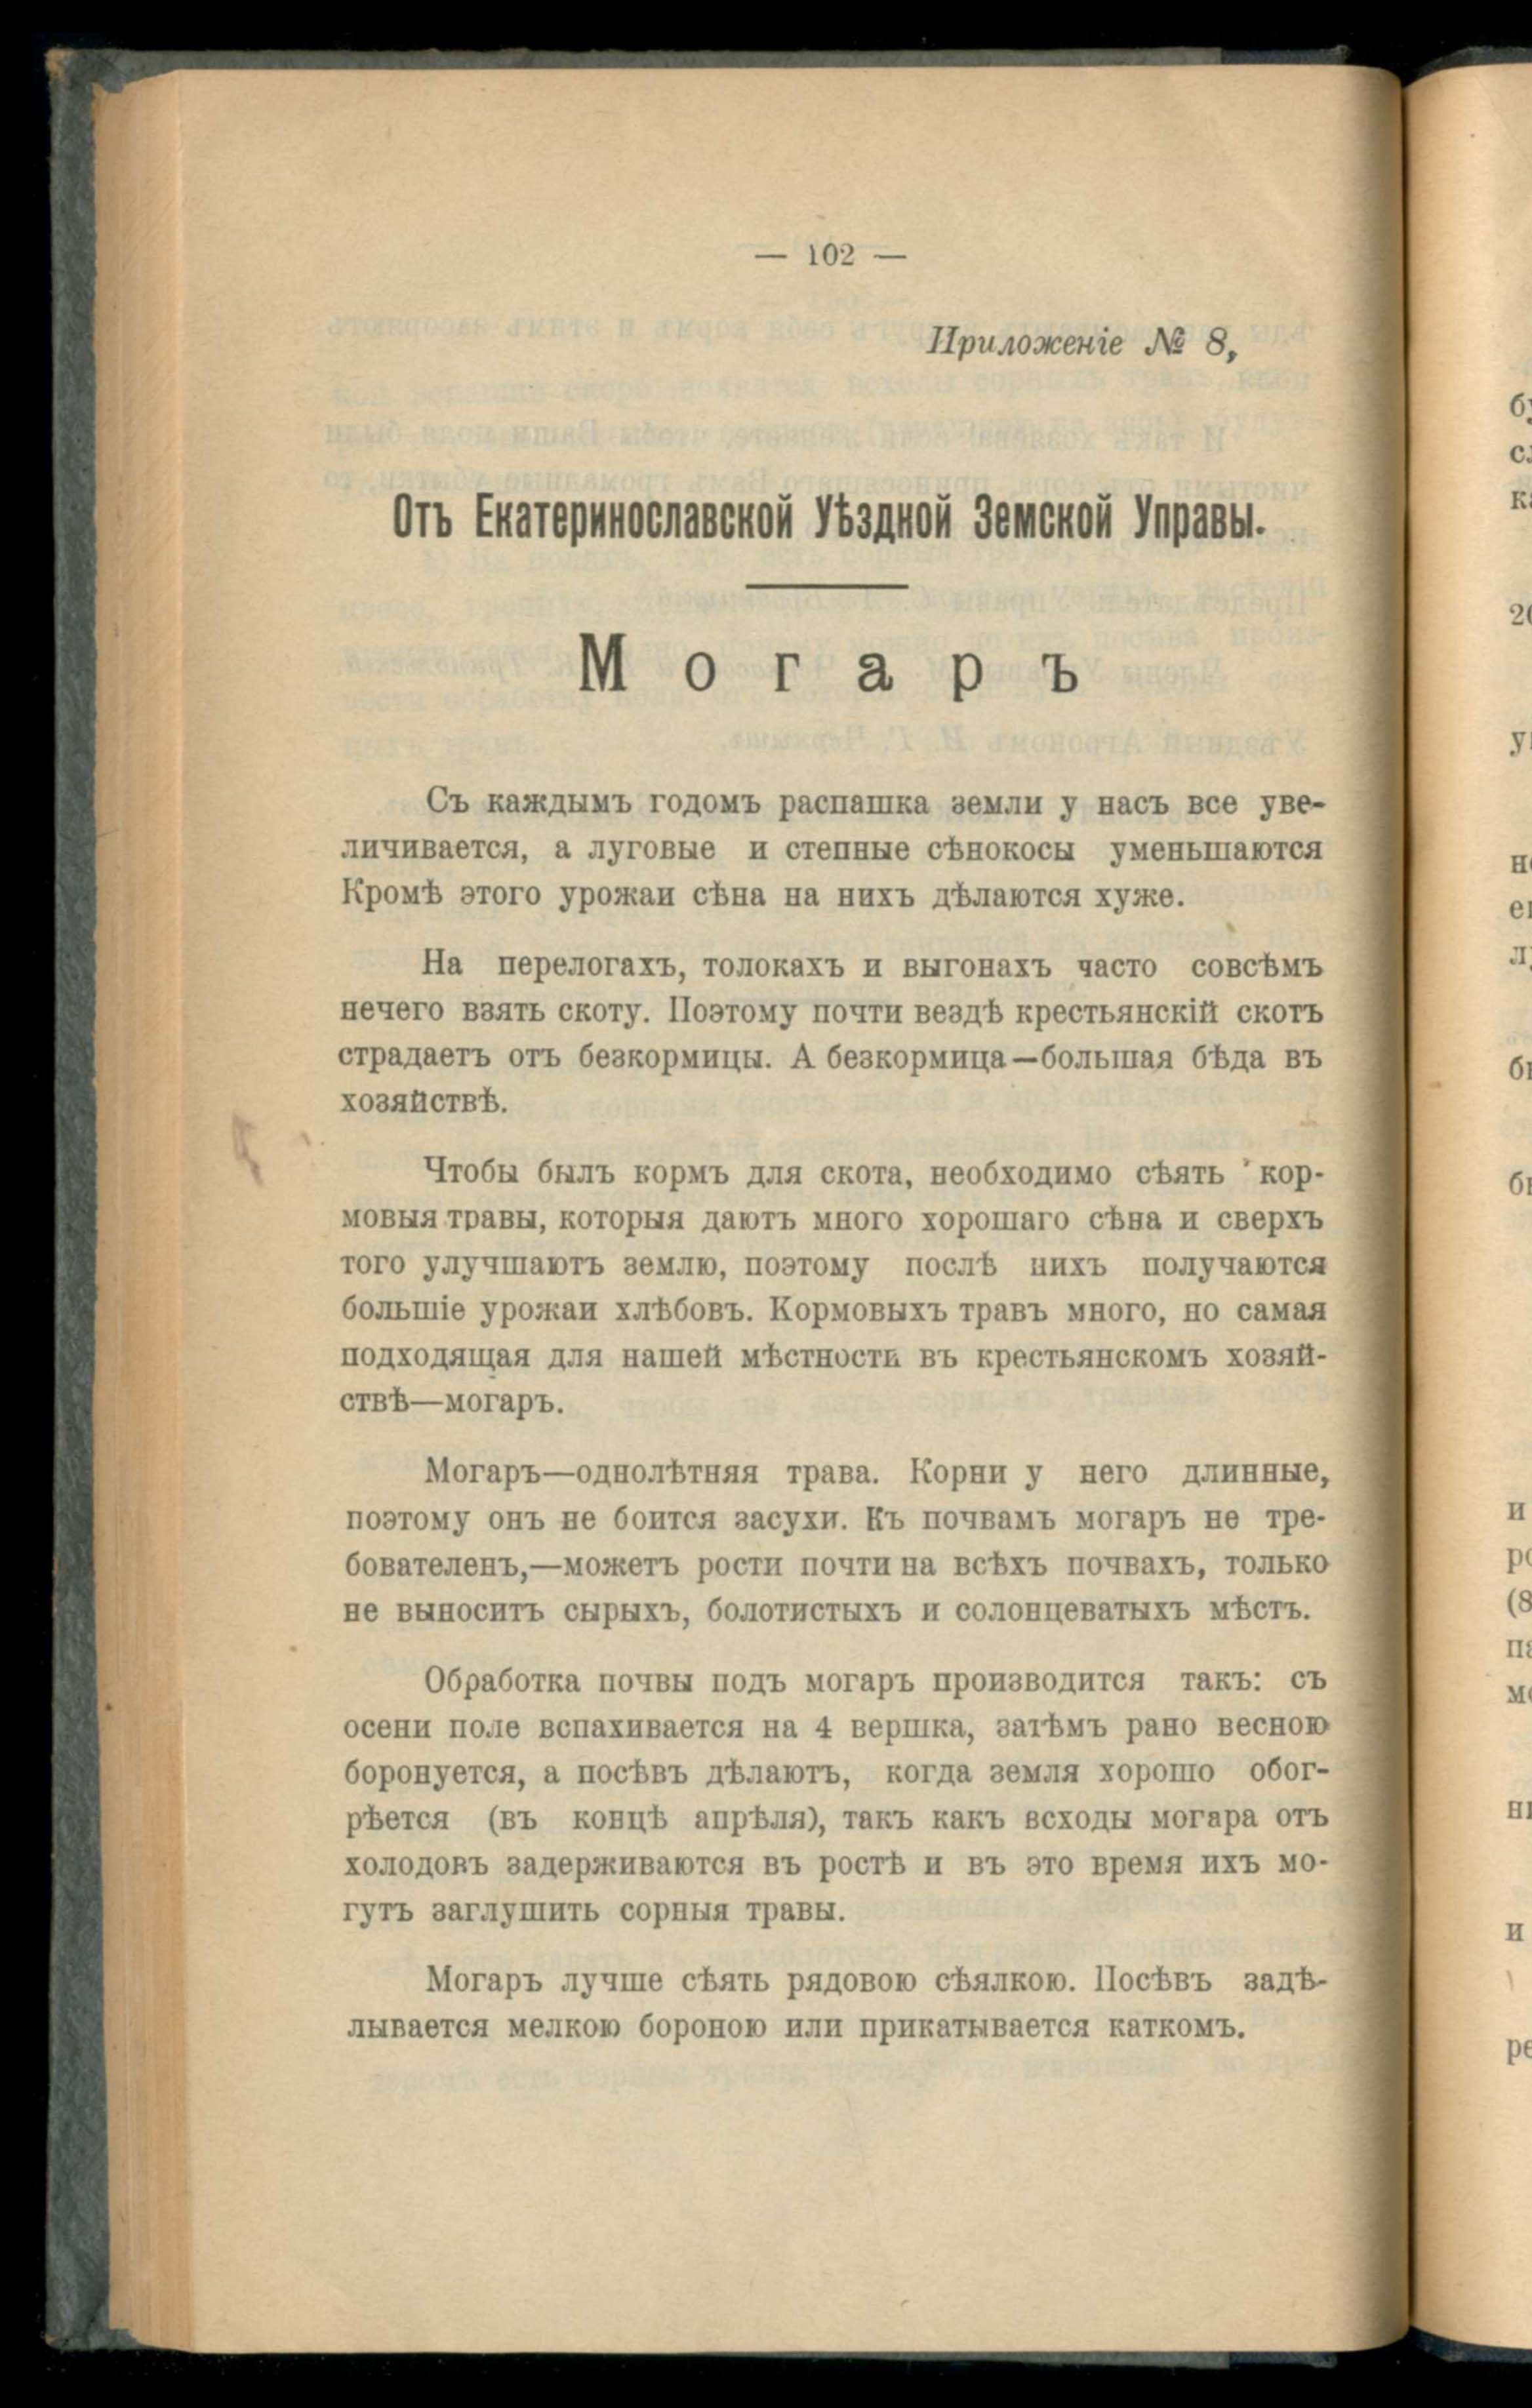 — 102 —
Приложеніе № 8,
Отъ Екатеринославской Уѣздной Земской Управы.
Могаръ
Съ каждымъ годомъ распашка земли у насъ все уве-
личивается, а луговые и степные сѣнокосы уменьшаются
Кромѣ этого урожаи сѣна на нихъ дѣлаются хуже.
На перелогахъ, толокахъ и выгонахъ часто совсѣмъ
нечего взять скоту. Поэтому почти вездѣ крестьянскій скотъ
страдаетъ отъ безкормицы. А безкормица—большая бѣда въ
хозяйствѣ.
Чтобы былъ кормъ для скота, необходимо сѣять кор-
мовыя травы, которыя даютъ много хорошаго сѣна и сверхъ
того улучшаютъ землю, поэтому послѣ нихъ получаются
большіе урожаи хлѣбовъ. Кормовыхъ травъ много, но самая
подходящая для нашей мѣстности въ крестьянскомъ хозяй-
ствѣ—могаръ.
Могаръ—однолѣтняя трава. Корни у него длинные,
поэтому онъ не боится засухи. Къ почвамъ могаръ не тре-
бователенъ,—можетъ рости почти на всѣхъ почвахъ, только
не выноситъ сырыхъ, болотистыхъ и солонцеватыхъ мѣстъ.
Обработка почвы подъ могаръ производится такъ: съ
осени поле вспахивается на 4 вершка, затѣмъ рано весною
боронуется, а посѣвъ дѣлаютъ, когда земля хорошо обог-
рѣется (въ концѣ апрѣля), такъ какъ всходы могара отъ
холодовъ задерживаются въ ростѣ и въ это время ихъ мо-
гутъ заглушить сорныя травы.
Могаръ лучше сѣять рядовою сѣялкою. Посѣвъ задѣ-
лывается мелкою бороною или прикатывается каткомъ.